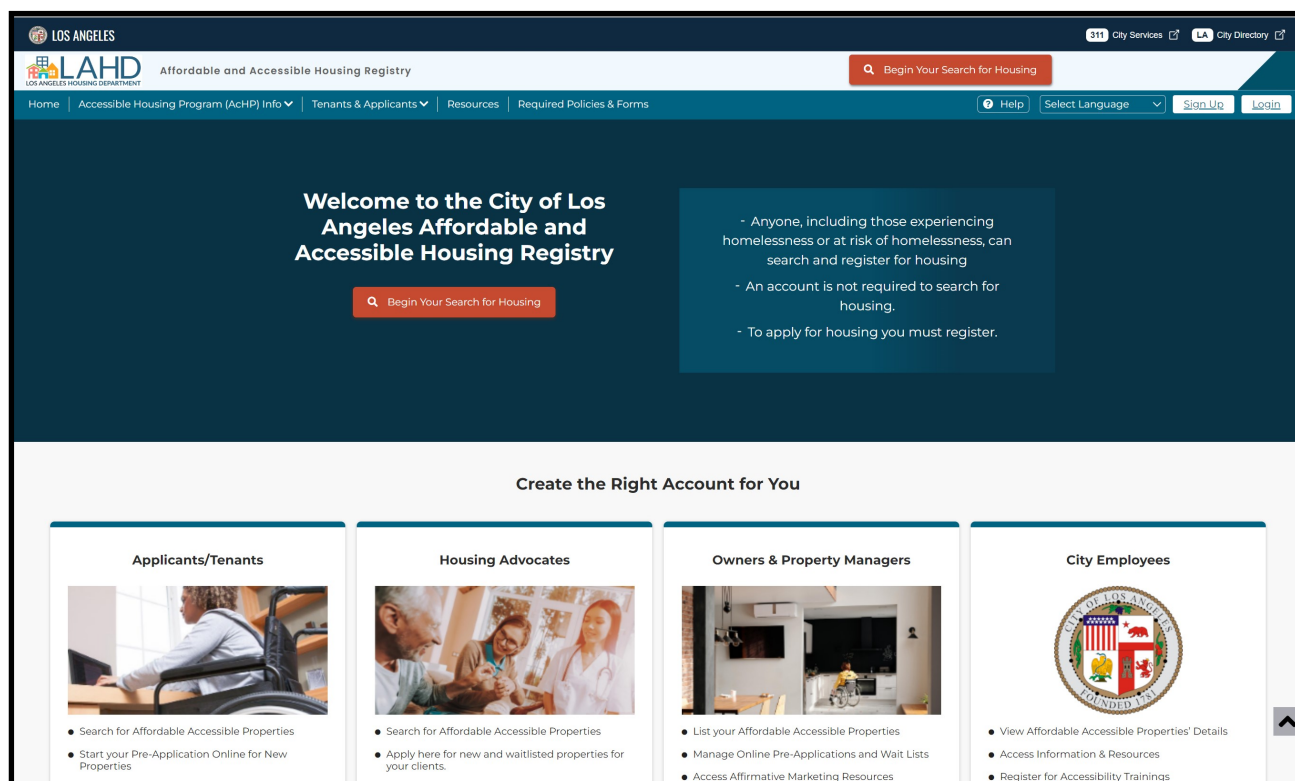 LOS ANGELES
311 City Services
LA City Directory
LAHD
LOS ANGELES HOUSING DEPARTMENT
Affordable and Accessible Housing Registry
Begin Your Search for Housing
Home
Accessible Housing Program (AcHP) Info
Tenants & Applicants
Resources
Required Policies & Forms
? Help
Select Language
Sign Up
Login
Welcome to the City of Los
Angeles Affordable and
Accessible Housing Registry
Begin Your Search for Housing
- Anyone, including those experiencing
homelessness or at risk of homelessness, can
search and register for housing
- An account is not required to search for
housing.
- To apply for housing you must register.
Create the Right Account for You
Applicants/Tenants
● Search for Affordable Accessible Properties
● Start your Pre-Application Online for New
Properties
Housing Advocates
● Search for Affordable Accessible Properties
● Apply here for new and waitlisted properties for
your clients.
Owners & Property Managers
● List your Affordable Accessible Properties
● Manage Online Pre-Applications and Wait Lists
● Access Affirmative Marketing Resources
City Employees
CITY OF LOS ANGELES
FOUNDED 1781
● View Affordable Accessible Properties' Details
● Access Information & Resources
● Register for Accessibility Trainings